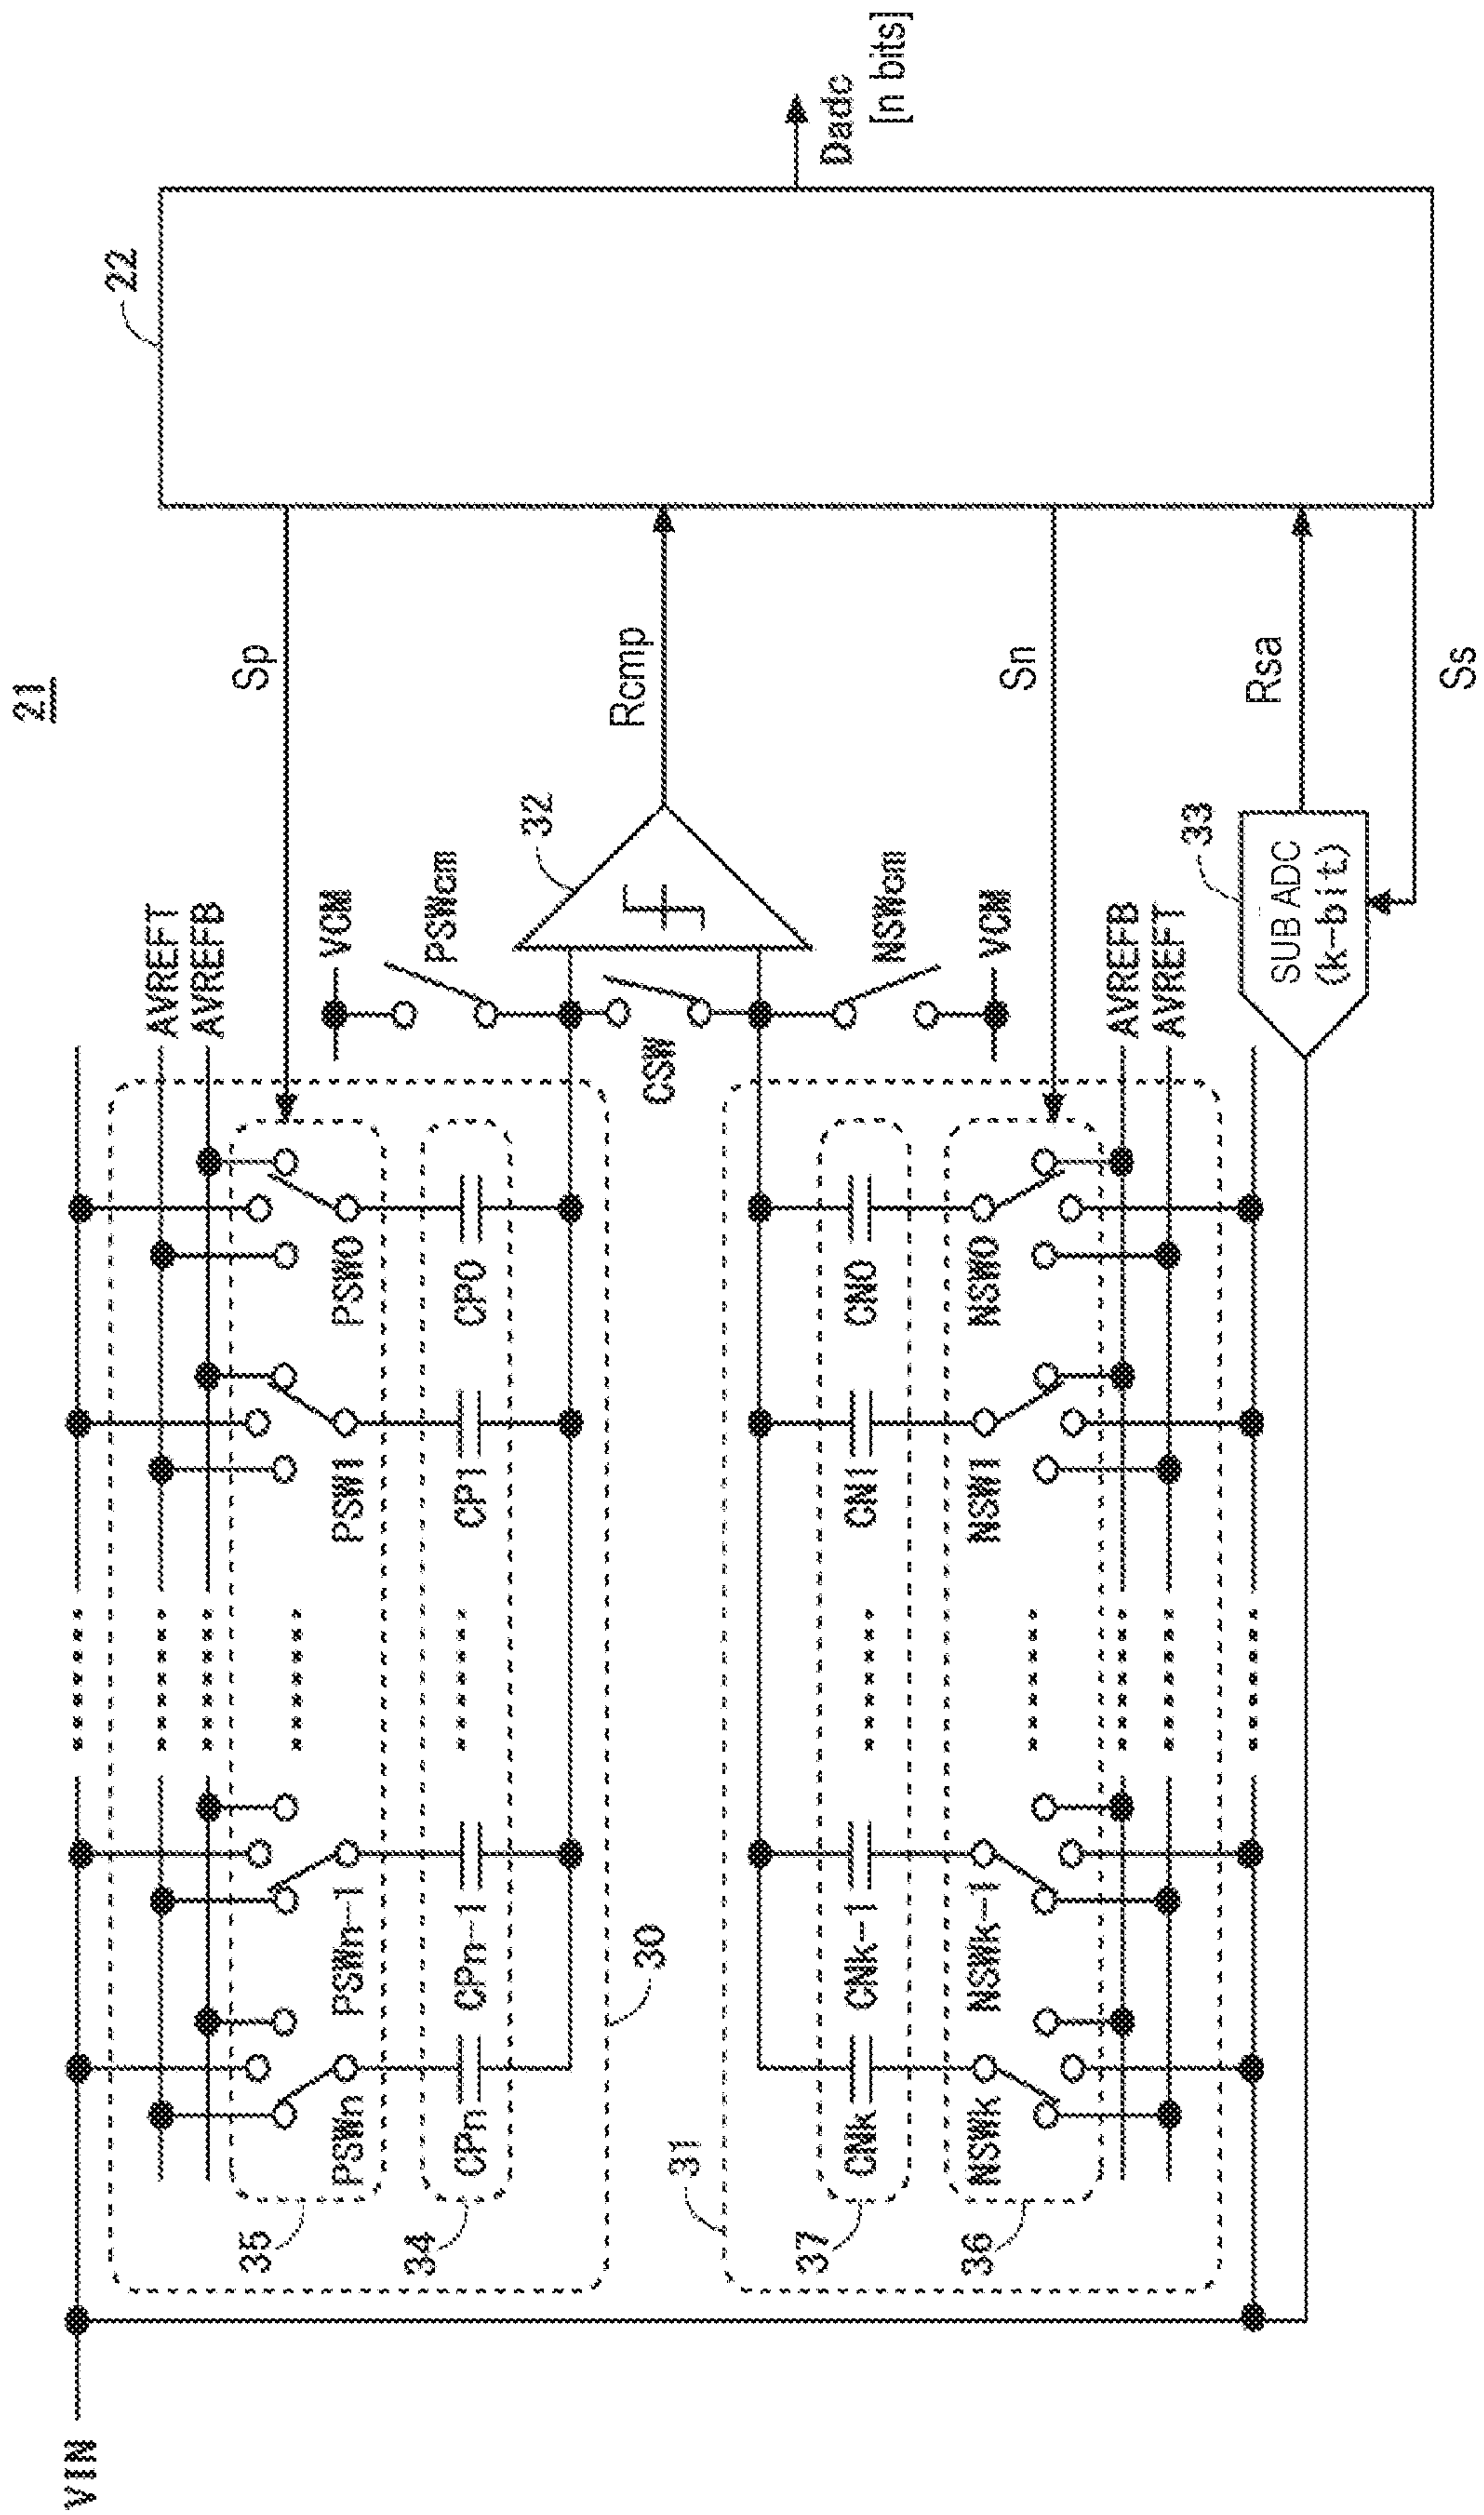 21
22
VIN
AVREFT
AVREFB
Sp
35
PSWn
PSWn-1
PSW1
PSW0
VCM
PSWcm
34
CPn
CPn-1
CP1
CP0
32
30
CSW
Rcmp
Dadc
[n bits]
31
37
CNk
CNk-1
CN1
CN0
NSWcm
VCM
36
NSWk
NSWk-1
NSW1
NSW0
Sn
AVREFB
AVREFT
33
SUB ADC
(k-bit)
Rsa
Ss